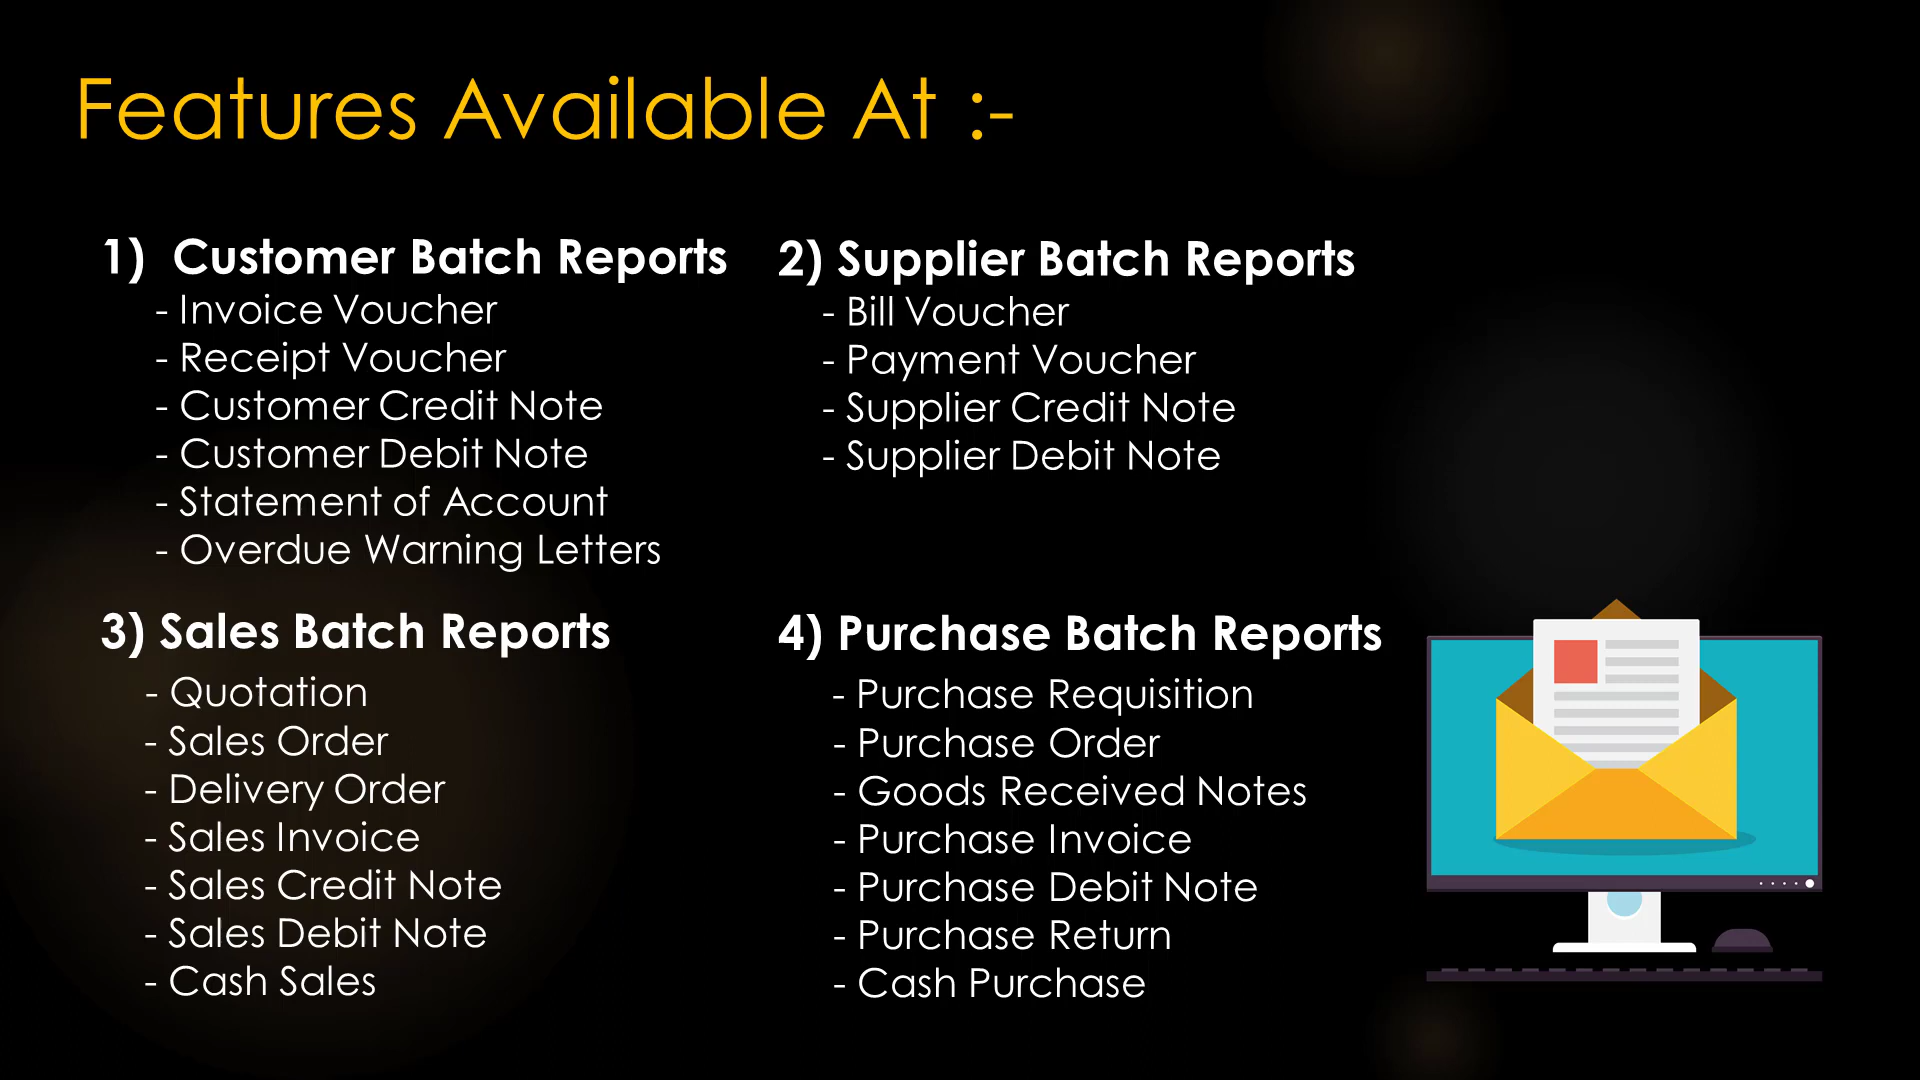 Features Available At :-
1) Customer Batch Reports
- Invoice Voucher
- Receipt Voucher
- Customer Credit Note
- Customer Debit Note
- Statement of Account
- Overdue Warning Letters
2) Supplier Batch Reports
- Bill Voucher
- Payment Voucher
- Supplier Credit Note
- Supplier Debit Note
3) Sales Batch Reports
- Quotation
- Sales Order
- Delivery Order
- Sales Invoice
- Sales Credit Note
- Sales Debit Note
- Cash Sales
4) Purchase Batch Reports
- Purchase Requisition
- Purchase Order
- Goods Received Notes
- Purchase Invoice
- Purchase Debit Note
- Purchase Return
- Cash Purchase